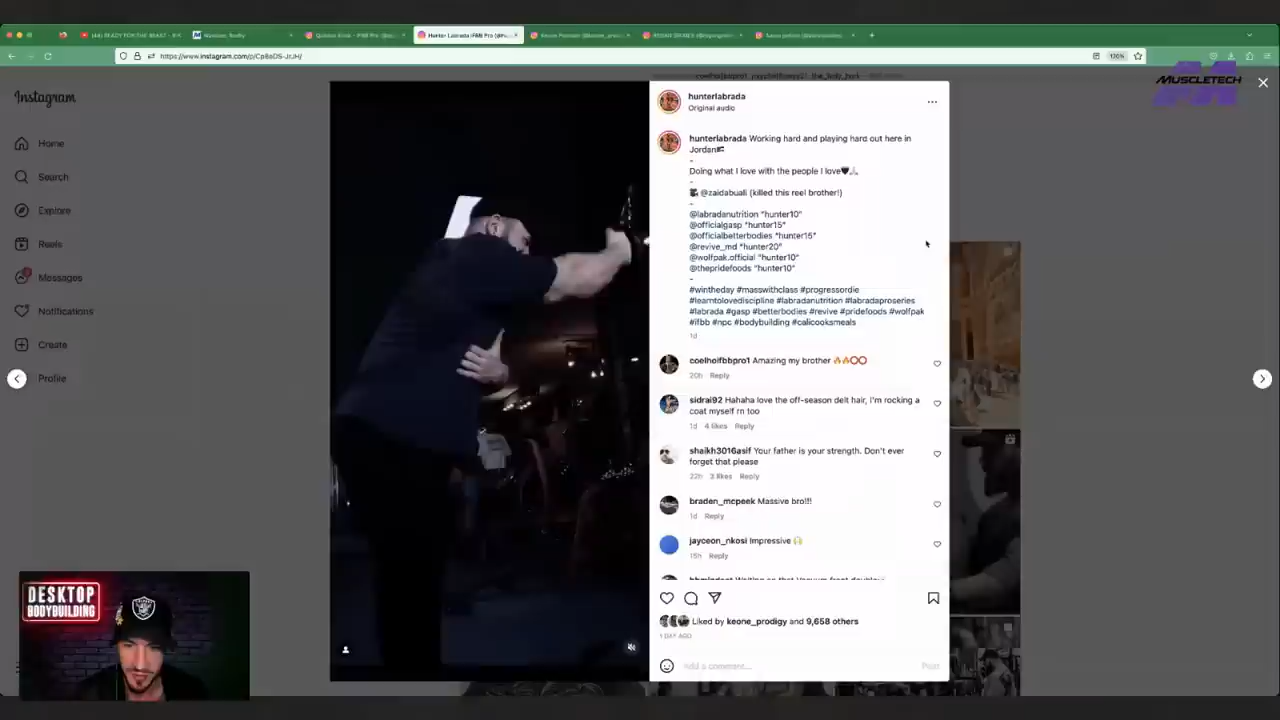 Hunter Labrada IFBB Pro
https://www.instagram.com/p/
136%
MUSCLETECH
Instagram
Home
Search
Explore
Reels
Messages
Notifications
Create
Profile
hunterlabrada
Original audio
hunterlabrada Working hard and playing hard out here in
Jordan
-
Doing what I love with the people I love🖤🙏🏼
-
@zaidabuali (killed this reel brother!)
-
@labradanutrition "hunter10"
@officialgasp "hunter15"
@officialbetterbodies "hunter15"
@revive_md "hunter20"
@wolfpak.official "hunter10"
@thepridefoods "hunter10"
-
#wintheday #masswithclass #progressordie
#learntolovediscipline #labradanutrition #labradaproseries
#labrada #gasp #betterbodies #revive #pridefoods #wolfpak
#ifbb #npc #bodybuilding #calicooksmeals
1d
coelhoifbbpro1 Amazing my brother 🔥🔥⭕⭕
20h Reply
sidrai92 Hahaha love the off-season delt hair, I'm rocking a
coat myself rn too
1d 4 likes Reply
shaikh3016asif Your father is your strength. Don't ever
forget that please
22h 3 likes Reply
braden_mcpeek Massive bro!!!
1d Reply
jayceon_nkosi Impressive 🙌
15h Reply
Liked by keone_prodigy and 9,658 others
1 DAY AGO
Add a comment...
Post
DESKTOP
BODYBUILDING
RAIDERS